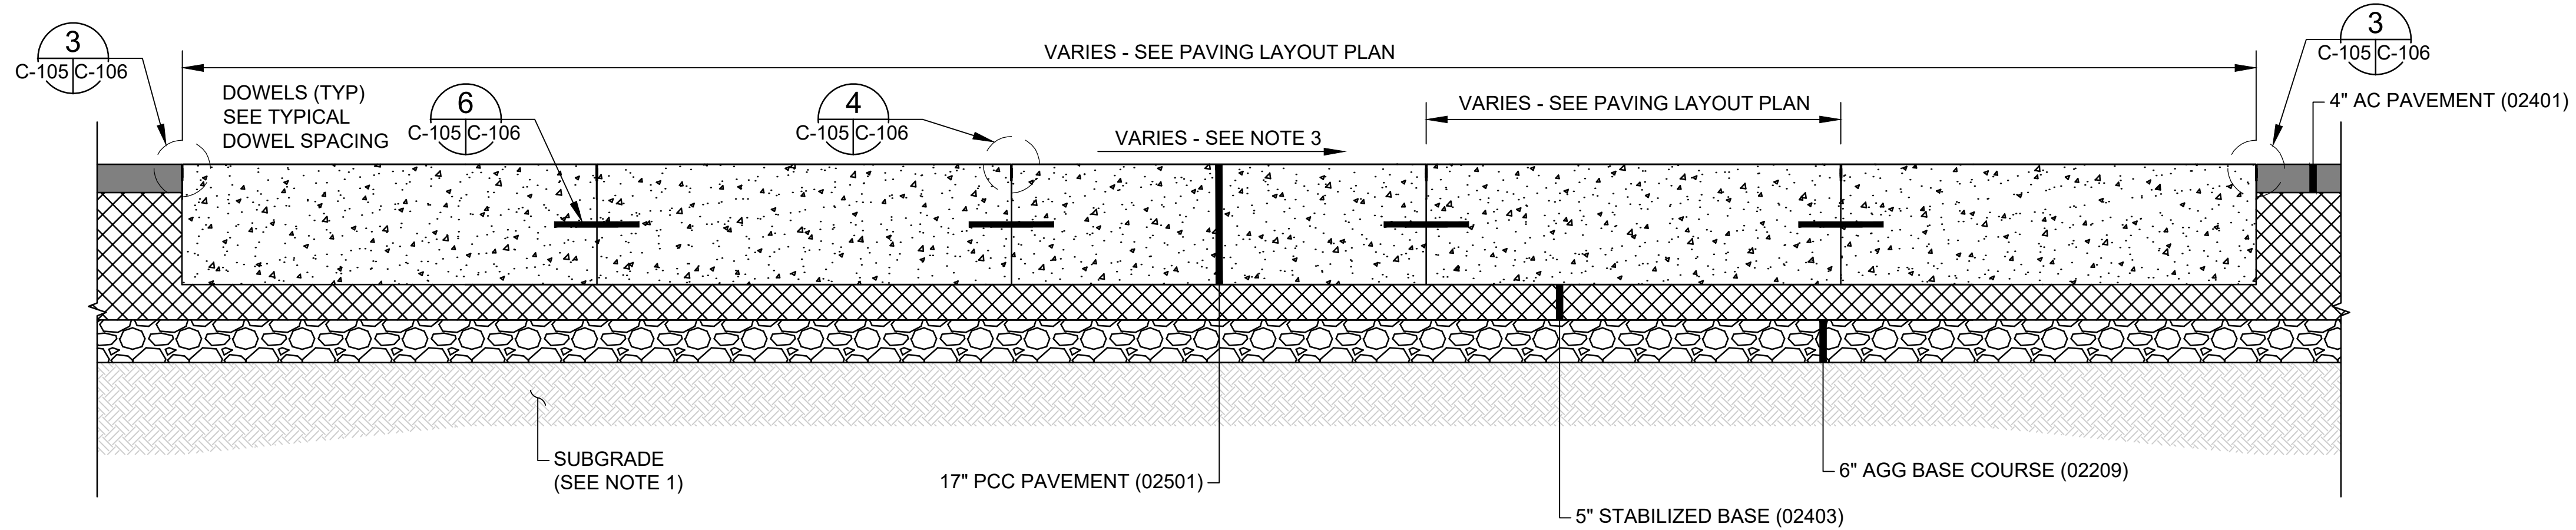 3
C-105 C-106
VARIES - SEE PAVING LAYOUT PLAN
3
C-105 C-106
DOWELS (TYP)
SEE TYPICAL
DOWEL SPACING
6
C-105 C-106
4
C-105 C-106
VARIES - SEE NOTE 3
VARIES - SEE PAVING LAYOUT PLAN
4" AC PAVEMENT (02401)
SUBGRADE
(SEE NOTE 1)
17" PCC PAVEMENT (02501)
6" AGG BASE COURSE (02209)
5" STABILIZED BASE (02403)